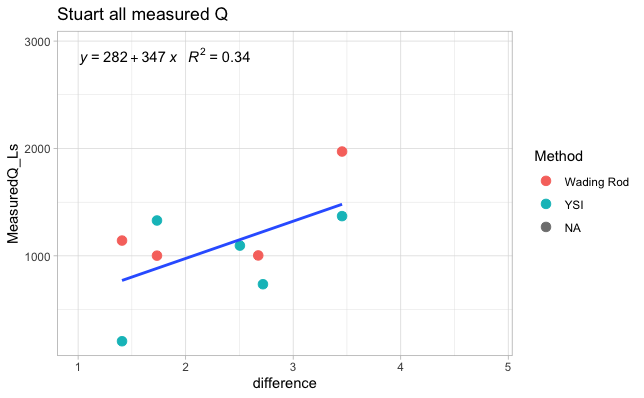 Stuart all measured Q
3000
y = 282 + 347 x R² = 0.34
2000
1000
MeasuredQ_Ls
1 2 3 4 5
difference
Method
Wading Rod
YSI
NA